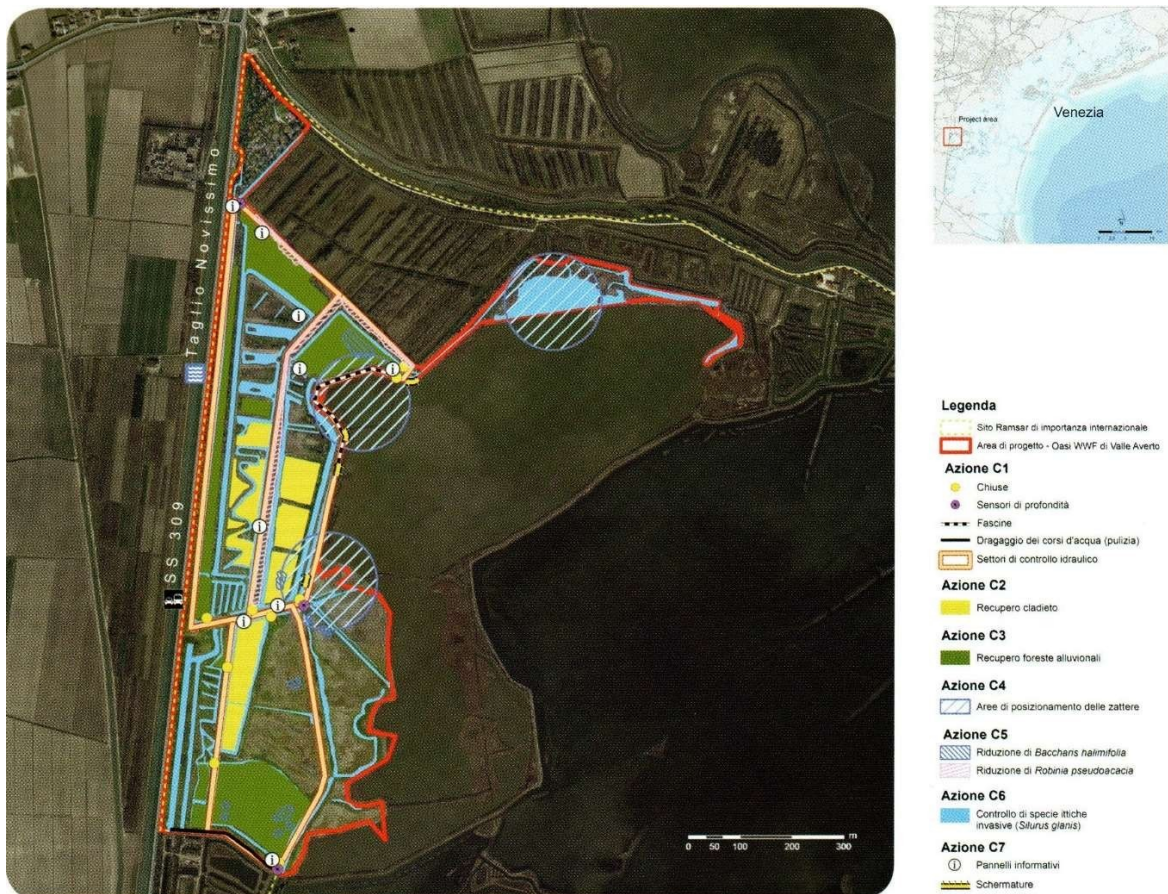 Taglio Novissimo
SS 309
0 50 100 200 300 m
Project área
Venezia
Legenda
Sito Ramsar di importanza internazionale
Area di progetto - Oasi WWF di Valle Averto
Azione C1
Chiuse
Sensori di profondità
Fascine
Dragaggio dei corsi d'acqua (pulizia)
Settori di controllo idraulico
Azione C2
Recupero cladieto
Azione C3
Recupero foreste alluvionali
Azione C4
Aree di posizionamento delle zattere
Azione C5
Riduzione di Baccharis halimifolia
Riduzione di Robinia pseudoacacia
Azione C6
Controllo di specie ittiche
invasive (Silurus glanis)
Azione C7
Pannelli informativi
Schermature